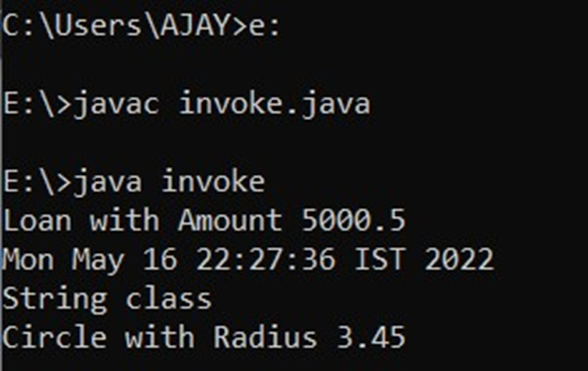 C:\Users\AJAY>e:
E:\>javac invoke.java
E:\>java invoke
Loan with Amount 5000.5
Mon May 16 22:27:36 IST 2022
String class
Circle with Radius 3.45